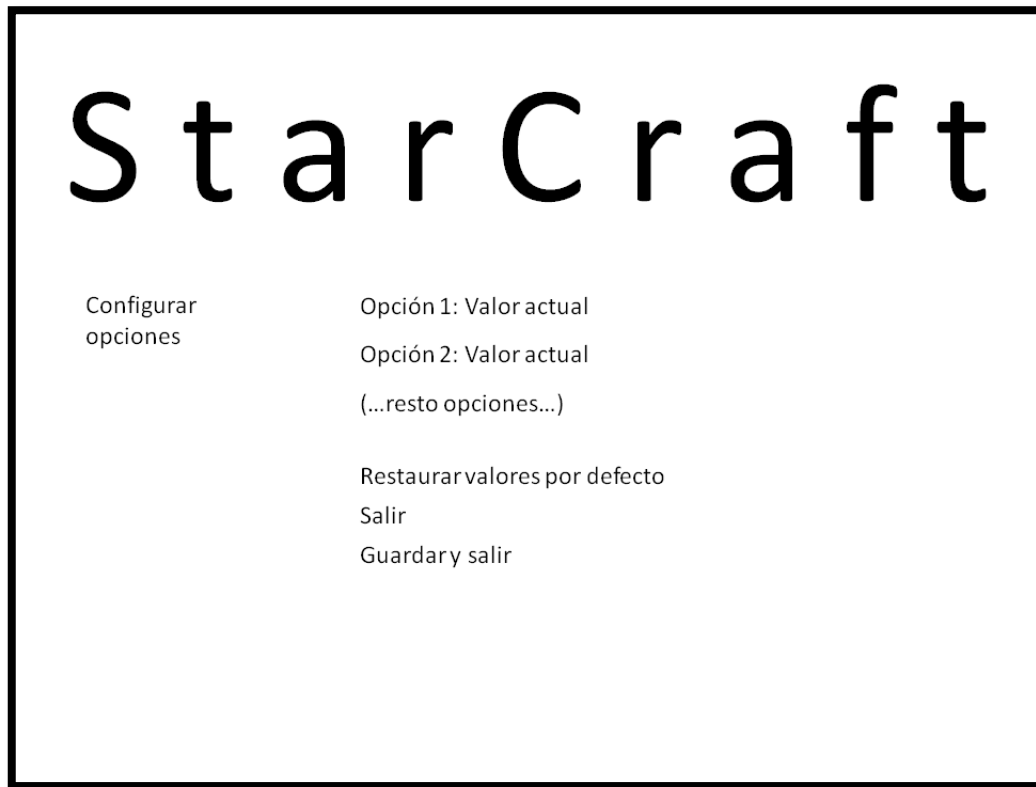 StarCraft
Configurar
opciones
Opción 1: Valor actual
Opción 2: Valor actual
(...resto opciones...)
Restaurar valores por defecto
Salir
Guardar y salir